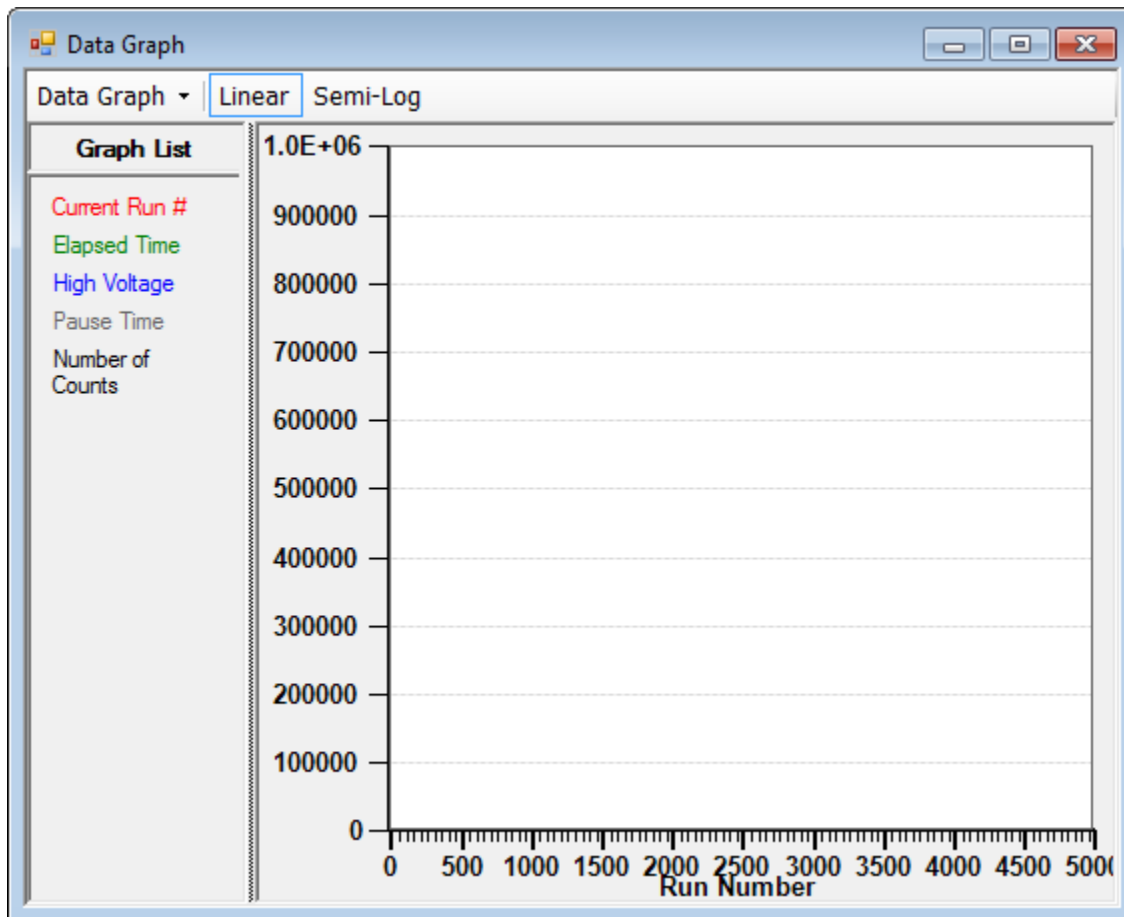 Data Graph
Data Graph Linear Semi-Log
Graph List
Current Run #
Elapsed Time
High Voltage
Pause Time
Number of
Counts
1.0E+06
900000
800000
700000
600000
500000
400000
300000
200000
100000
0
0 500 1000 1500 2000 2500 3000 3500 4000 4500 5000
Run Number